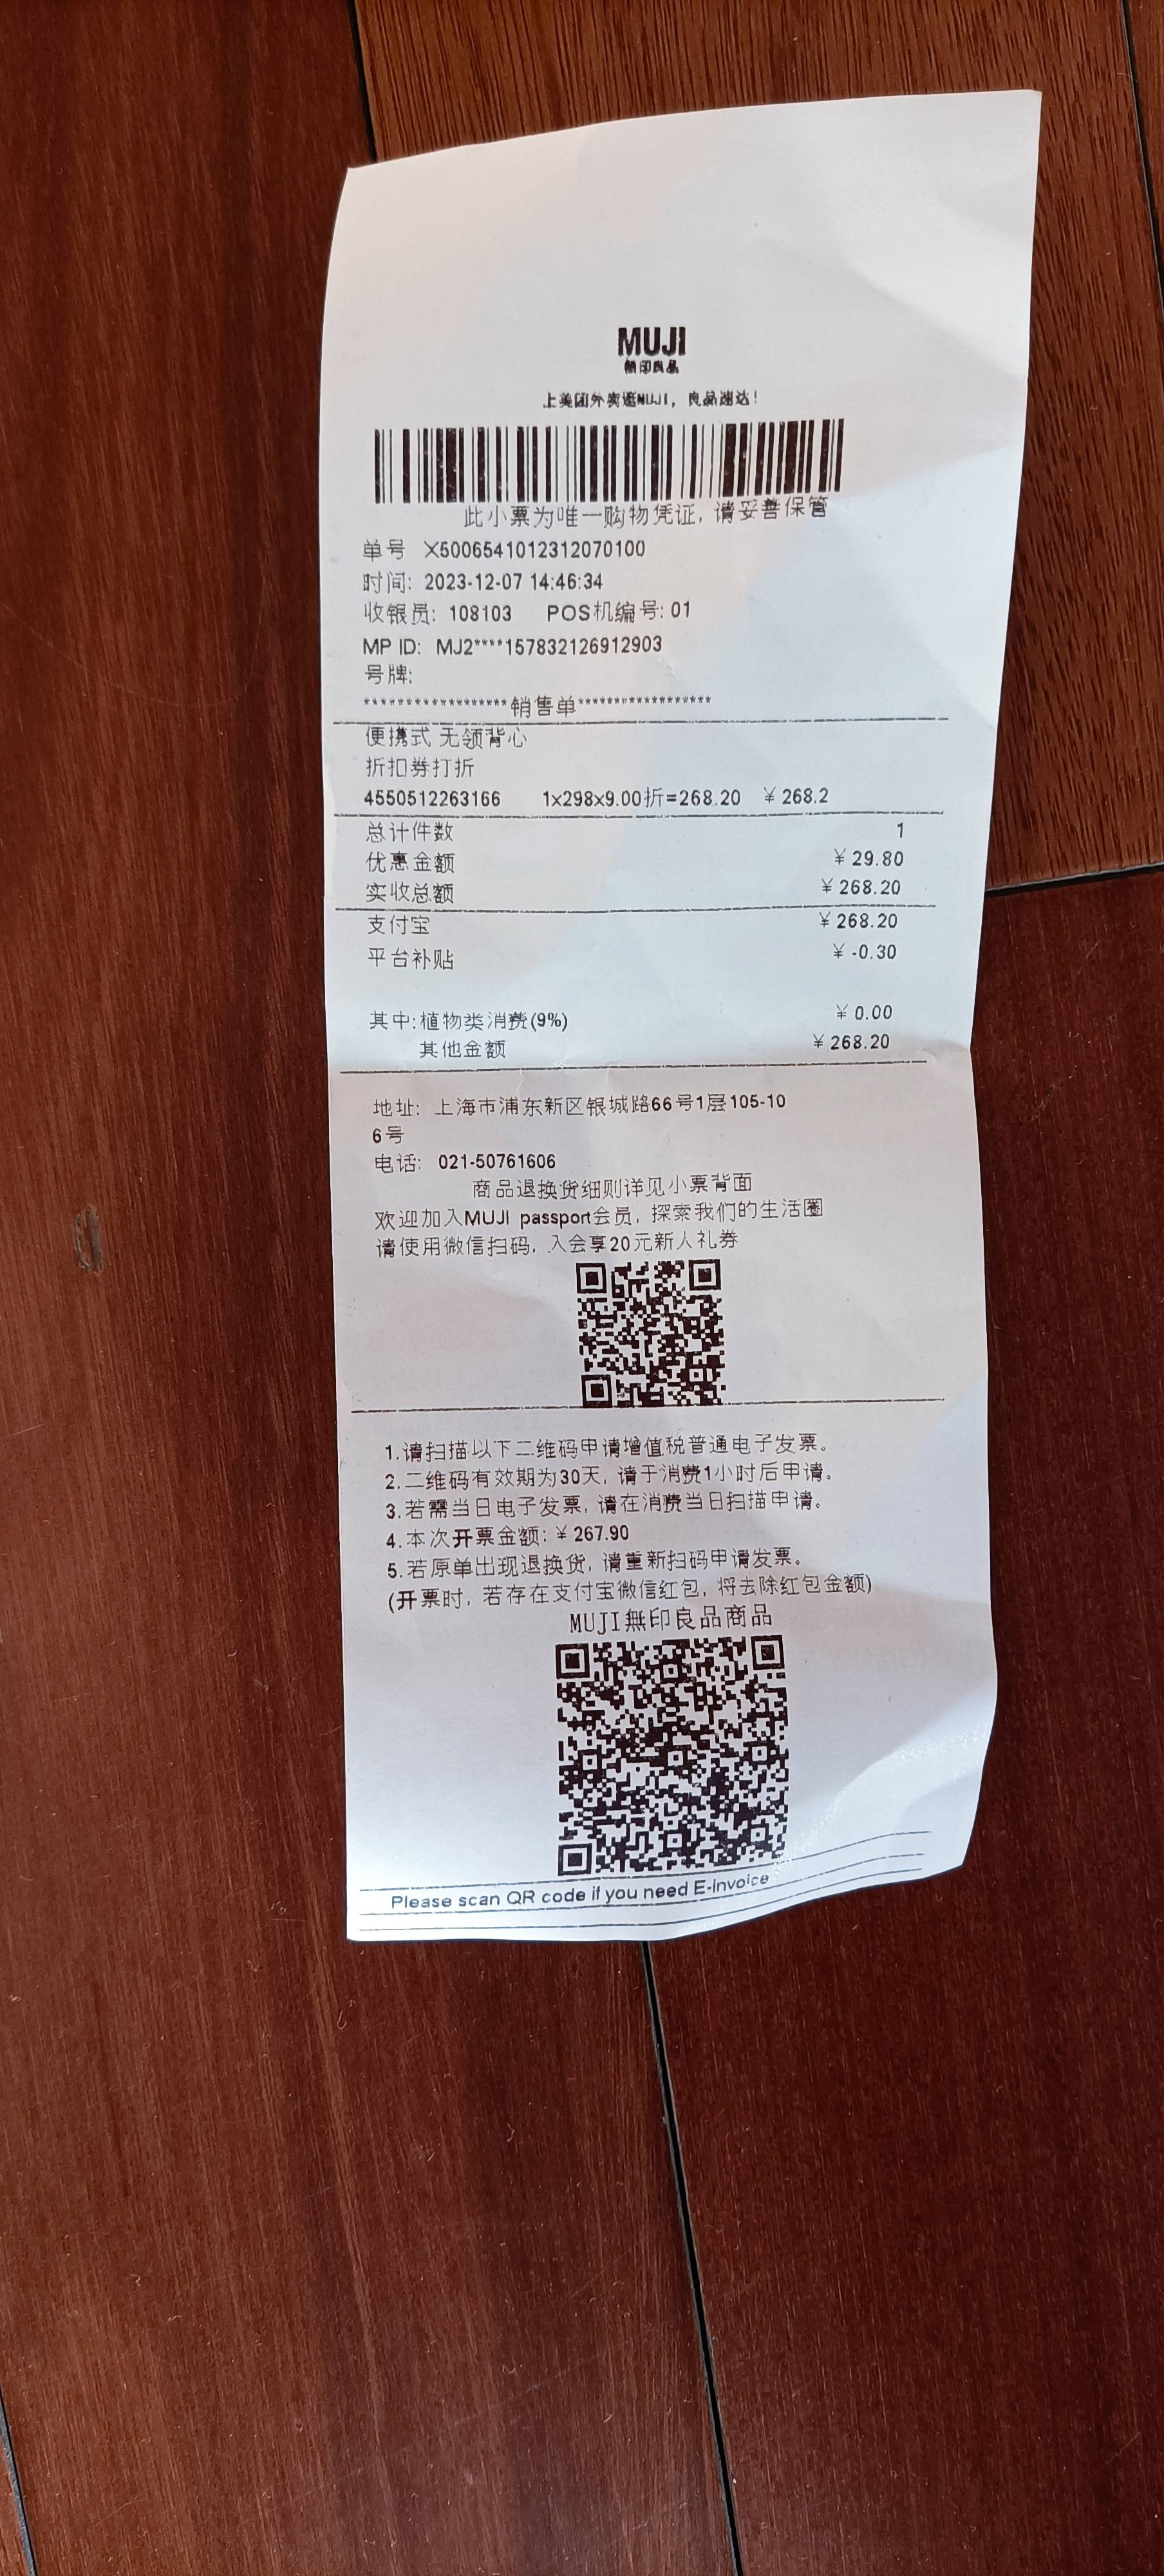 MUJI
無印良品
上美团外卖逛MUJI，良品速达！
此小票为唯一购物凭证，请妥善保管
单号 X5006541012312070100
时间: 2023-12-07 14:46:34
收银员: 108103 POS机编号: 01
MP ID: MJ2****157832126912903
号牌:
******************销售单******************
便携式 无领背心
折扣券打折
4550512263166 1x298x9.00折=268.20 ¥268.2
总计件数 1
优惠金额 ¥29.80
实收总额 ¥268.20
支付宝 ¥268.20
平台补贴 ¥-0.30
其中:植物类消费(9%) ¥0.00
其他金额 ¥268.20
地址: 上海市浦东新区银城路66号1层105-10
6号
电话: 021-50761606
商品退换货细则详见小票背面
欢迎加入MUJI passport会员，探索我们的生活圈
请使用微信扫码，入会享20元新人礼券
1.请扫描以下二维码申请增值税普通电子发票。
2.二维码有效期为30天，请于消费1小时后申请。
3.若需当日电子发票，请在消费当日扫描申请。
4.本次开票金额: ¥267.90
5.若原单出现退换货，请重新扫码申请发票。
(开票时，若存在支付宝微信红包，将去除红包金额)
MUJI無印良品商品
Please scan QR code if you need E-Invoice